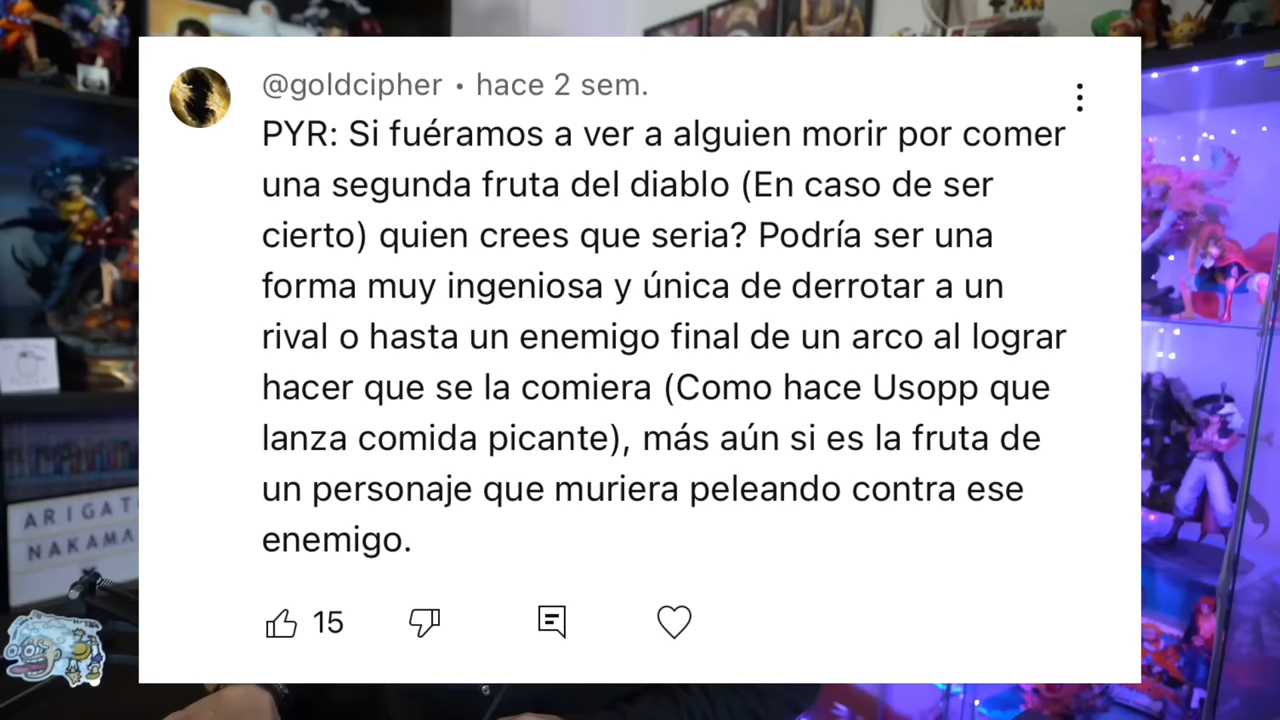 @goldcipher • hace 2 sem.
PYR: Si fuéramos a ver a alguien morir por comer
una segunda fruta del diablo (En caso de ser
cierto) quien crees que seria? Podría ser una
forma muy ingeniosa y única de derrotar a un
rival o hasta un enemigo final de un arco al lograr
hacer que se la comiera (Como hace Usopp que
lanza comida picante), más aún si es la fruta de
un personaje que muriera peleando contra ese
enemigo.
15
ARIGAT
NAKAMA